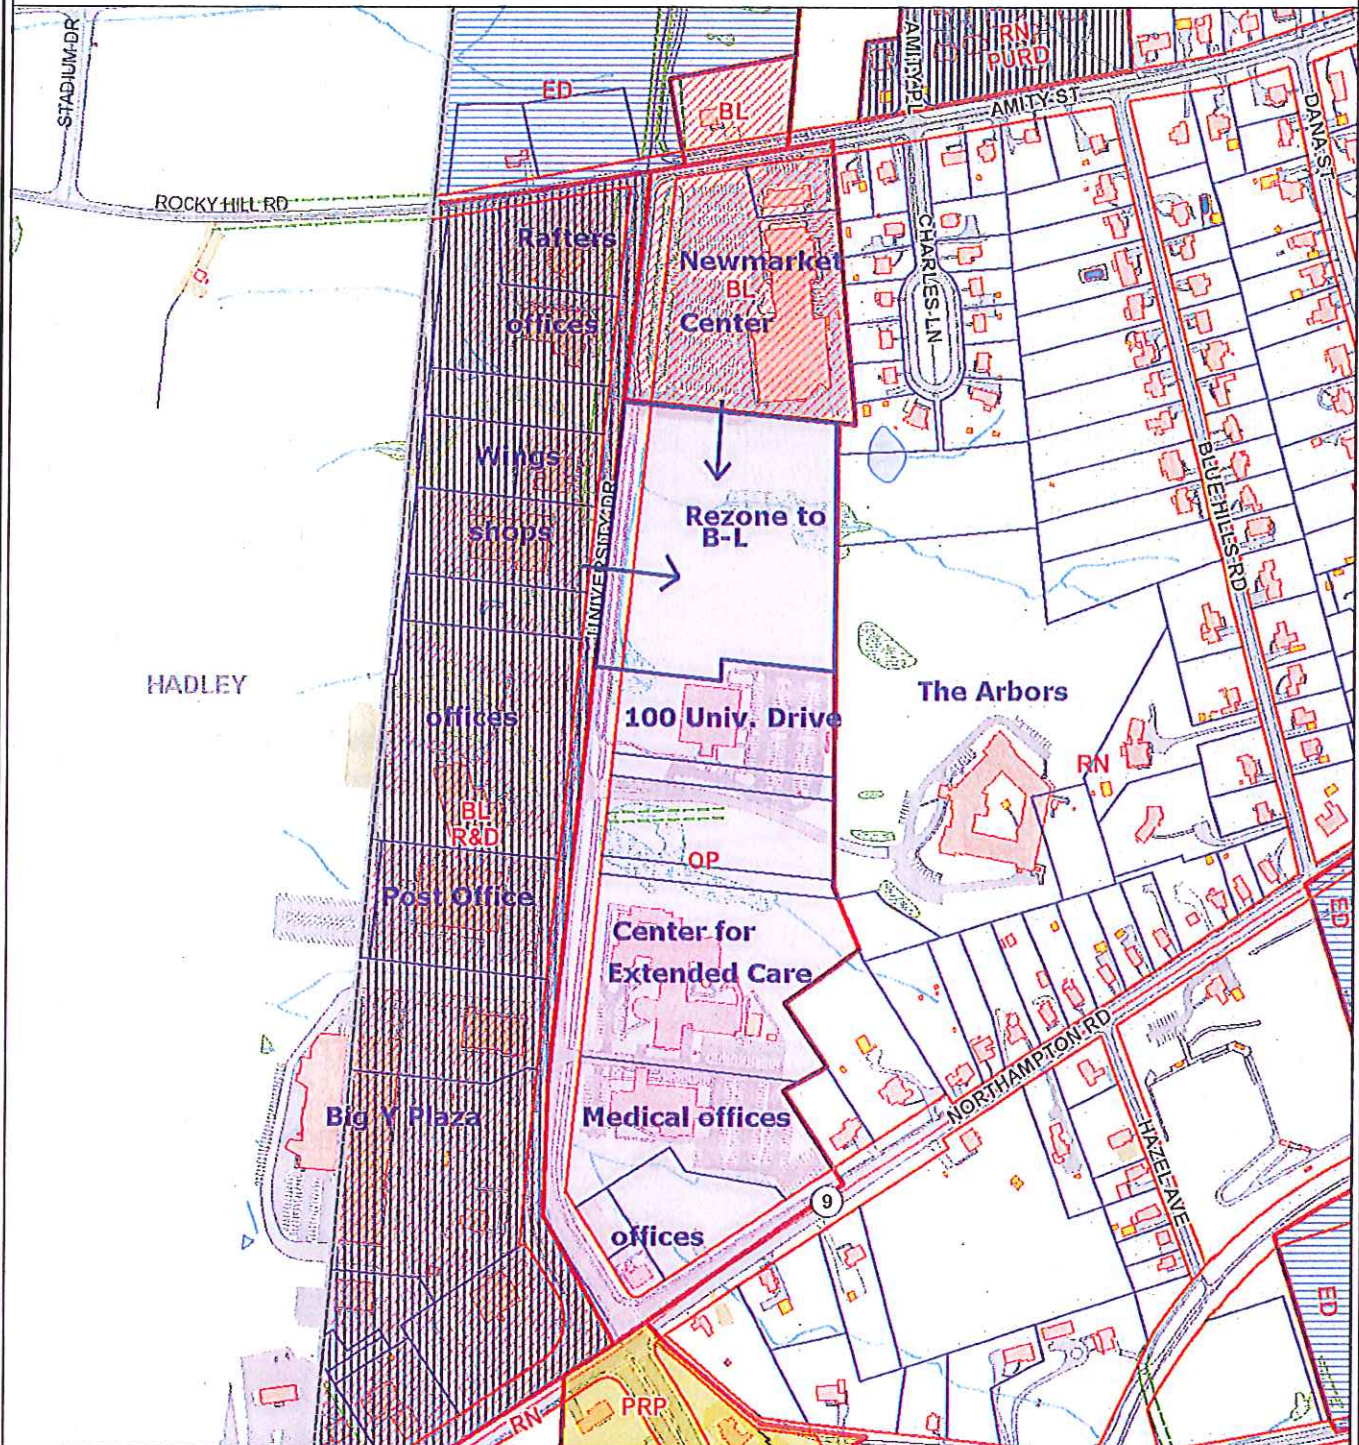 STADIUM DR
AMITY PL
RN
PURD
ED
BL
AMITY ST
DANA ST
ROCKY HILL RD
Rafters
Newmarket
BL
Center
CHARLES LN
offices
Wings
shops
UNIVERSITY DR
Rezone to
B-L
BLUE HILLS RD
HADLEY
The Arbors
offices
100 Univ. Drive
RN
BL
R&D
OP
Post Office
Center for
Extended Care
ED
NORTHAMPTON RD
Big Y Plaza
Medical offices
HAZEL AVE
9
offices
ED
PRP
RN